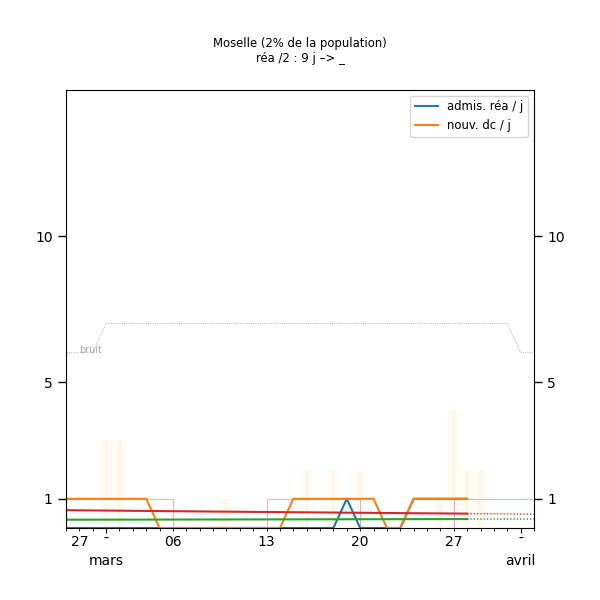 Moselle (2% de la population)
réa /2 : 9 j –> _
admis. réa / j
nouv. dc / j
10 10
bruit
5 5
1 1
27 - 06 13 20 27 -
mars avril